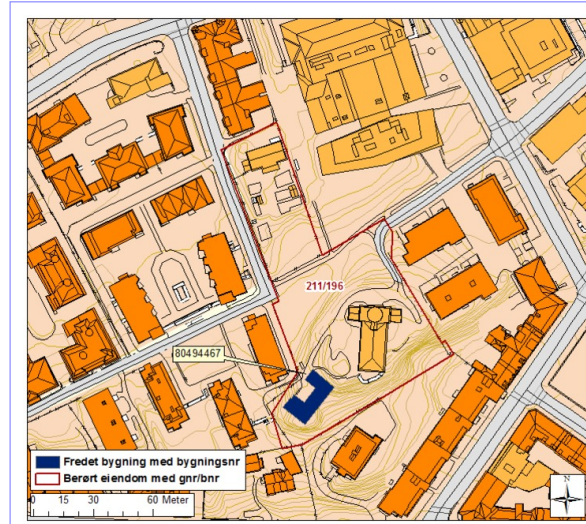 211/196
80494467
Fredet bygning med bygningsnr
Berørt eiendom med gnr/bnr
0 15 30 60 Meter
N